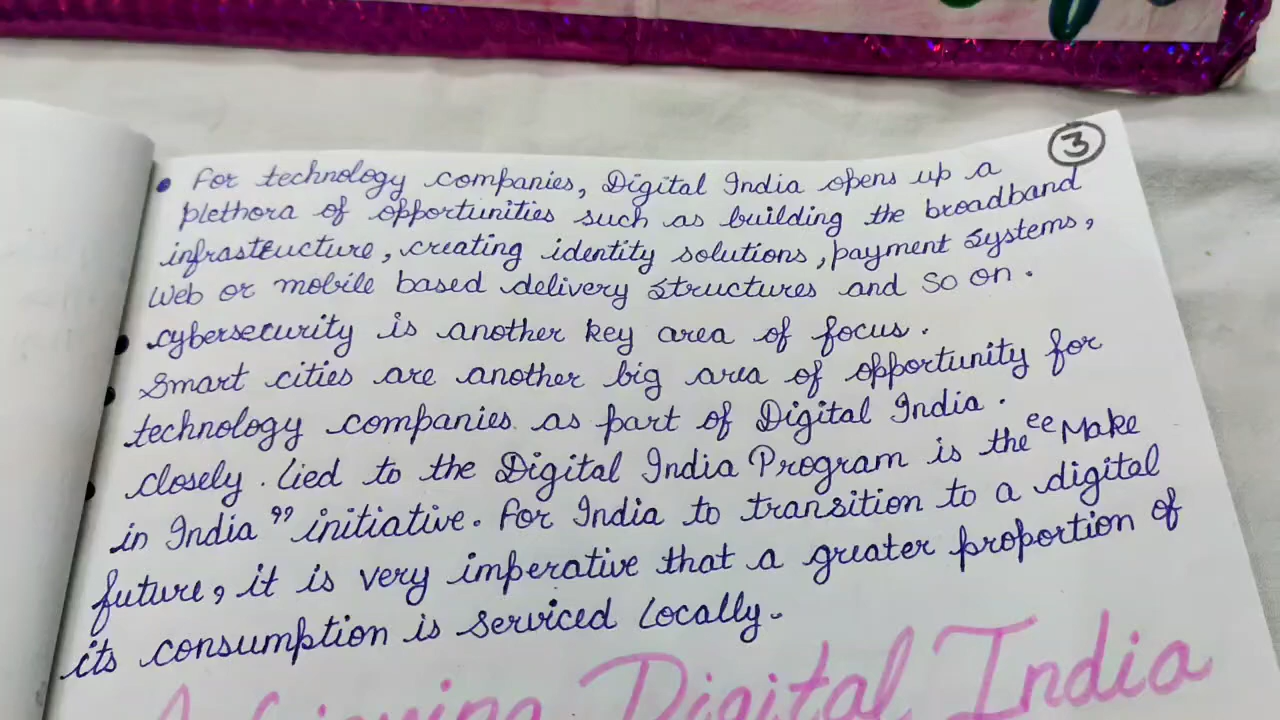 3
• For technology companies, Digital India opens up a
plethora of opportunities such as building the broadband
infrastructure, creating identity solutions, payment systems,
Web or mobile based delivery structures and so on.
• cybersecurity is another key area of focus.
• Smart cities are another big area of opportunity for
technology companies as part of Digital India.
• closely. lied to the Digital India Program is the "Make
in India" initiative. For India to transition to a digital
future, it is very imperative that a greater proportion of
its consumption is serviced locally.
Digital India